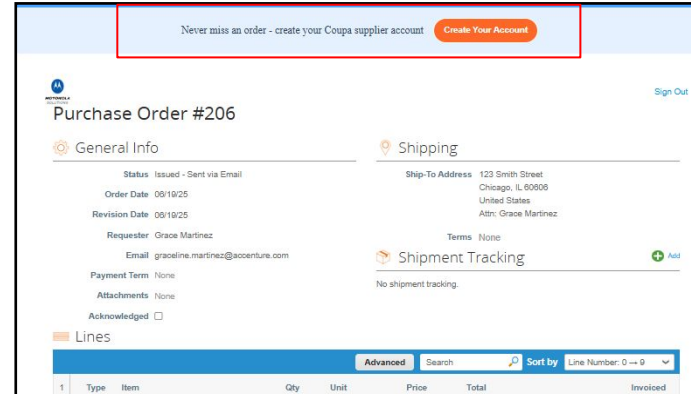 Never miss an order - create your Coupa supplier account Create Your Account
MOTOROLA
SOLUTIONS
Sign Out
Purchase Order #206
General Info
Status Issued - Sent via Email
Order Date 06/19/25
Revision Date 06/19/25
Requester Grace Martinez
Email graceline.martinez@accenture.com
Payment Term None
Attachments None
Acknowledged
Shipping
Ship-To Address 123 Smith Street
Chicago, IL 60606
United States
Attn: Grace Martinez
Terms None
Shipment Tracking Add
No shipment tracking.
Lines
Advanced Search Sort by Line Number: 0 → 9
1 Type Item Qty Unit Price Total Invoiced